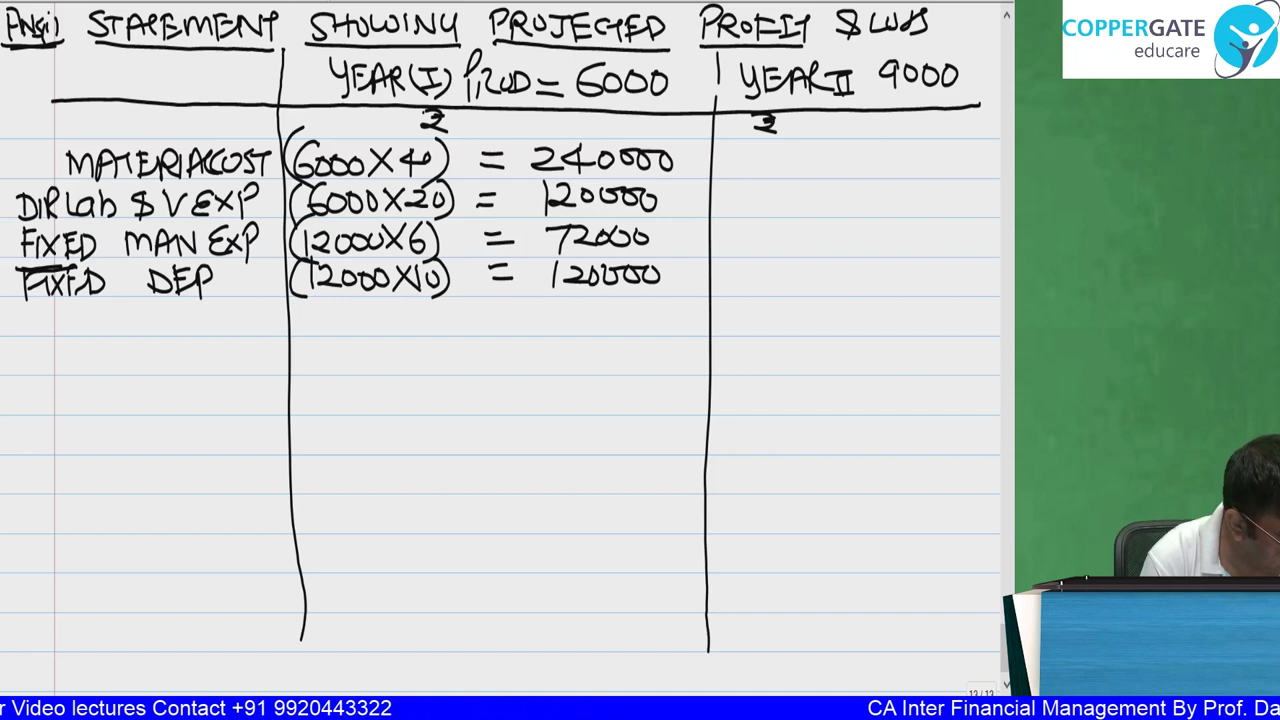 Ans(i) STATEMENT SHOWING PROJECTED PROFIT & LOSS
YEAR (I) PROD = 6000 YEAR II 9000
₹ ₹
MATERIAL COST (6000 X 40) = 240000
DIR Lab & V EXP (6000 X 20) = 120000
FIXED MAN EXP (12000 X 6) = 72000
FIXED DEP (12000 X 10) = 120000
COPPERGATE
educare
13 / 13
r Video lectures Contact +91 9920443322 CA Inter Financial Management By Prof. Da